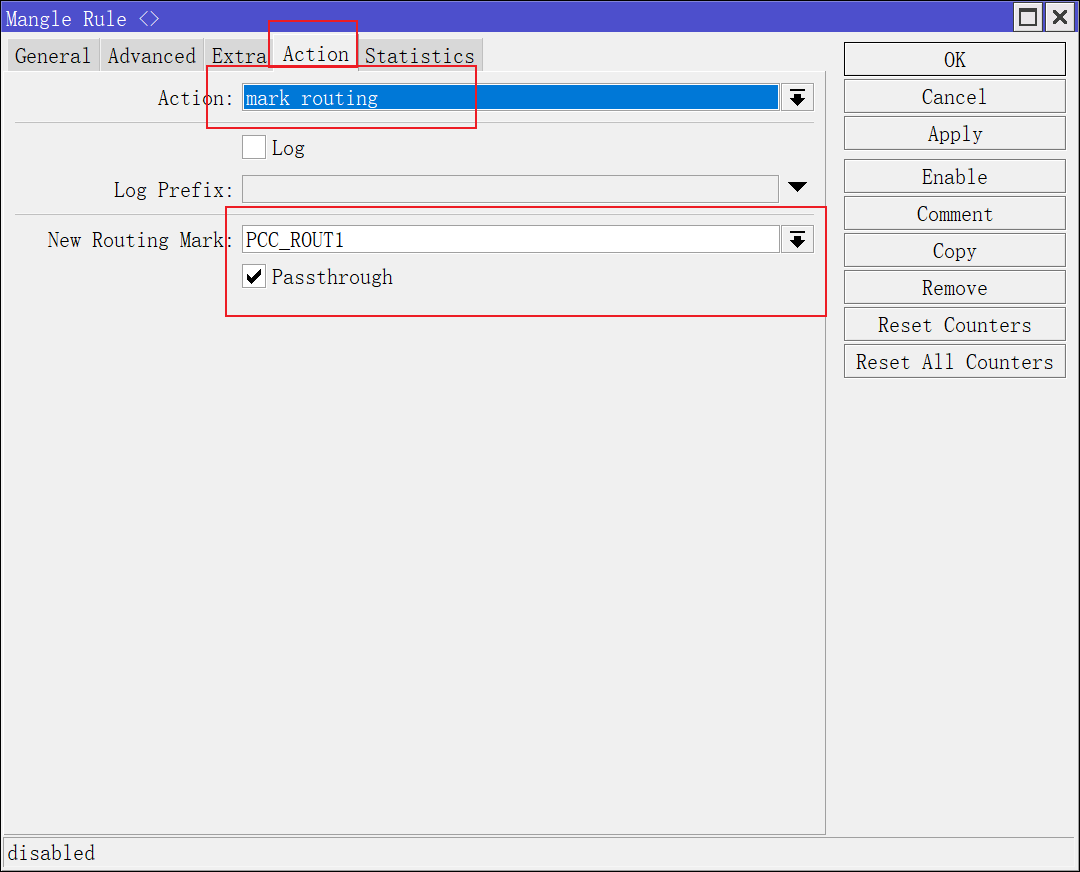 Mangle Rule <>
General Advanced Extra Action Statistics
Action: mark routing
Log
Log Prefix:
New Routing Mark: PCC_ROUT1
Passthrough
OK
Cancel
Apply
Enable
Comment
Copy
Remove
Reset Counters
Reset All Counters
disabled